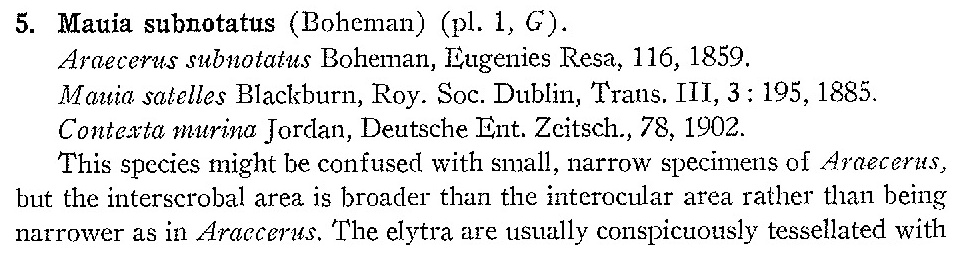 5. Mauia subnotatus (Boheman) (pl. 1, G).
Araecerus subnotatus Boheman, Eugenies Resa, 116, 1859.
Mauia satelles Blackburn, Roy. Soc. Dublin, Trans. III, 3 : 195, 1885.
Contexta murina Jordan, Deutsche Ent. Zeitsch., 78, 1902.
This species might be confused with small, narrow specimens of Araecerus,
but the interscrobal area is broader than the interocular area rather than being
narrower as in Araecerus. The elytra are usually conspicuously tessellated with